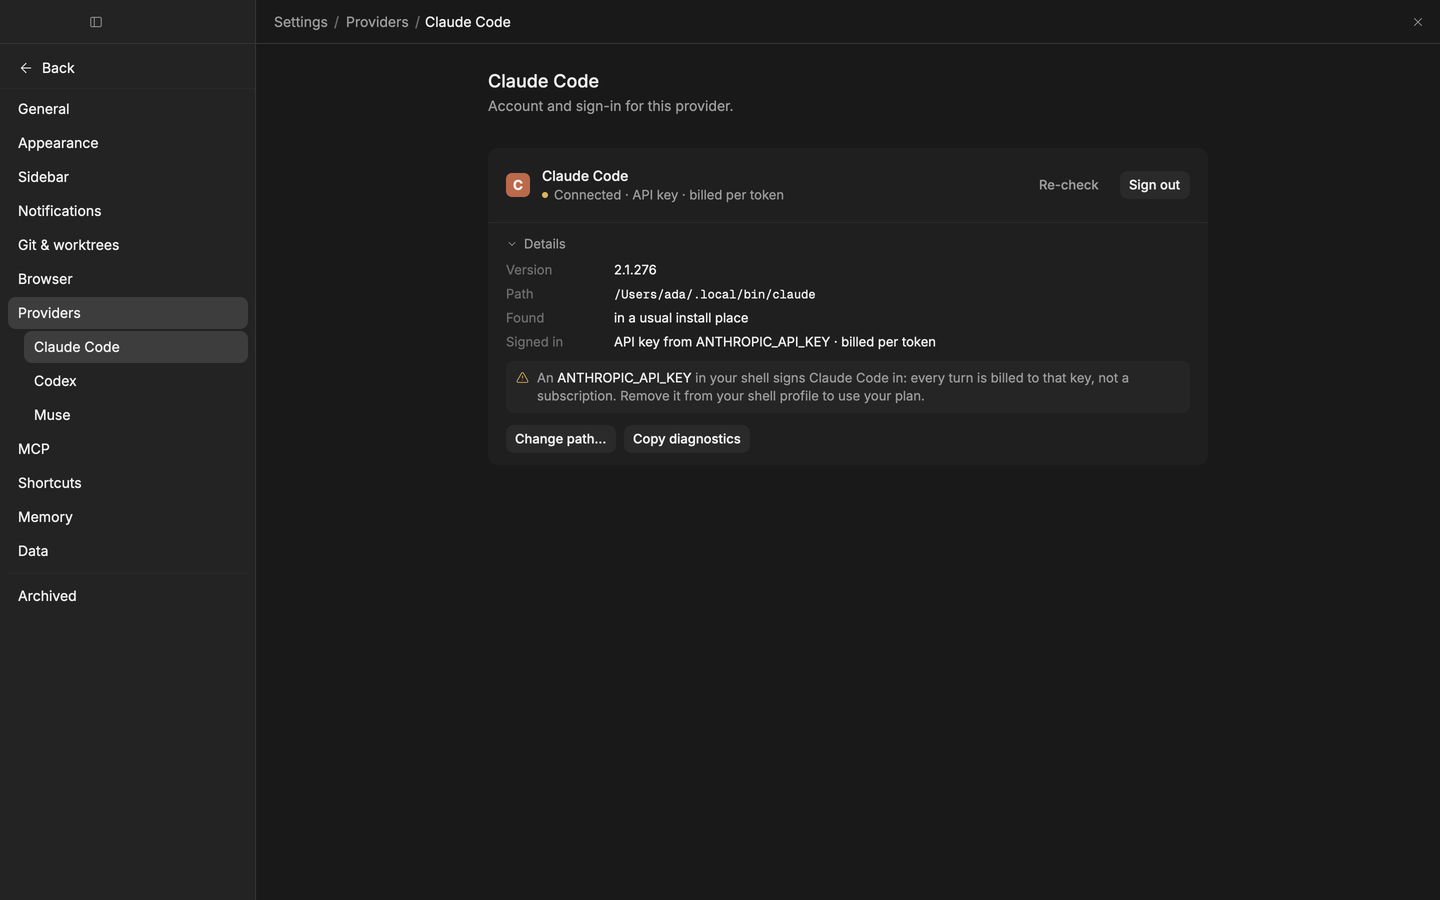 Settings / Providers / Claude Code
Back
General
Appearance
Sidebar
Notifications
Git & worktrees
Browser
Providers
Claude Code
Codex
Muse
MCP
Shortcuts
Memory
Data
Archived
Claude Code
Account and sign-in for this provider.
C
Claude Code
Connected · API key · billed per token
Re-check
Sign out
Details
Version 2.1.276
Path /Users/ada/.local/bin/claude
Found in a usual install place
Signed in API key from ANTHROPIC_API_KEY · billed per token
An ANTHROPIC_API_KEY in your shell signs Claude Code in: every turn is billed to that key, not a
subscription. Remove it from your shell profile to use your plan.
Change path...
Copy diagnostics